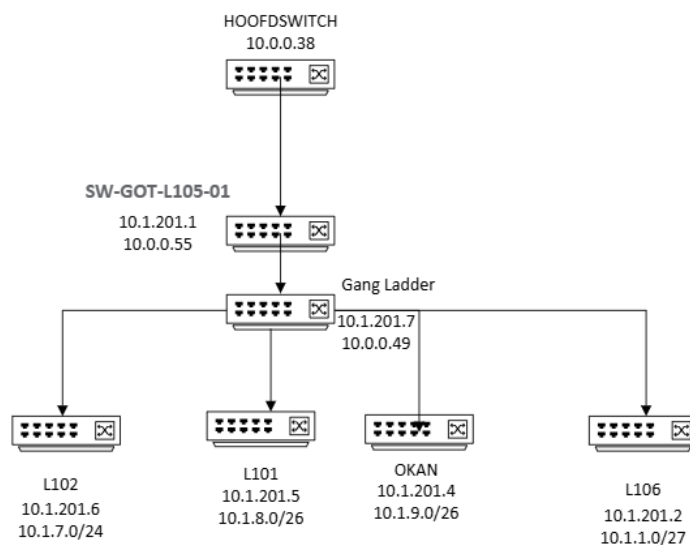 HOOFDSWITCH
10.0.0.38
SW-GOT-L105-01
10.1.201.1
10.0.0.55
Gang Ladder
10.1.201.7
10.0.0.49
L102
10.1.201.6
10.1.7.0/24
L101
10.1.201.5
10.1.8.0/26
OKAN
10.1.201.4
10.1.9.0/26
L106
10.1.201.2
10.1.1.0/27